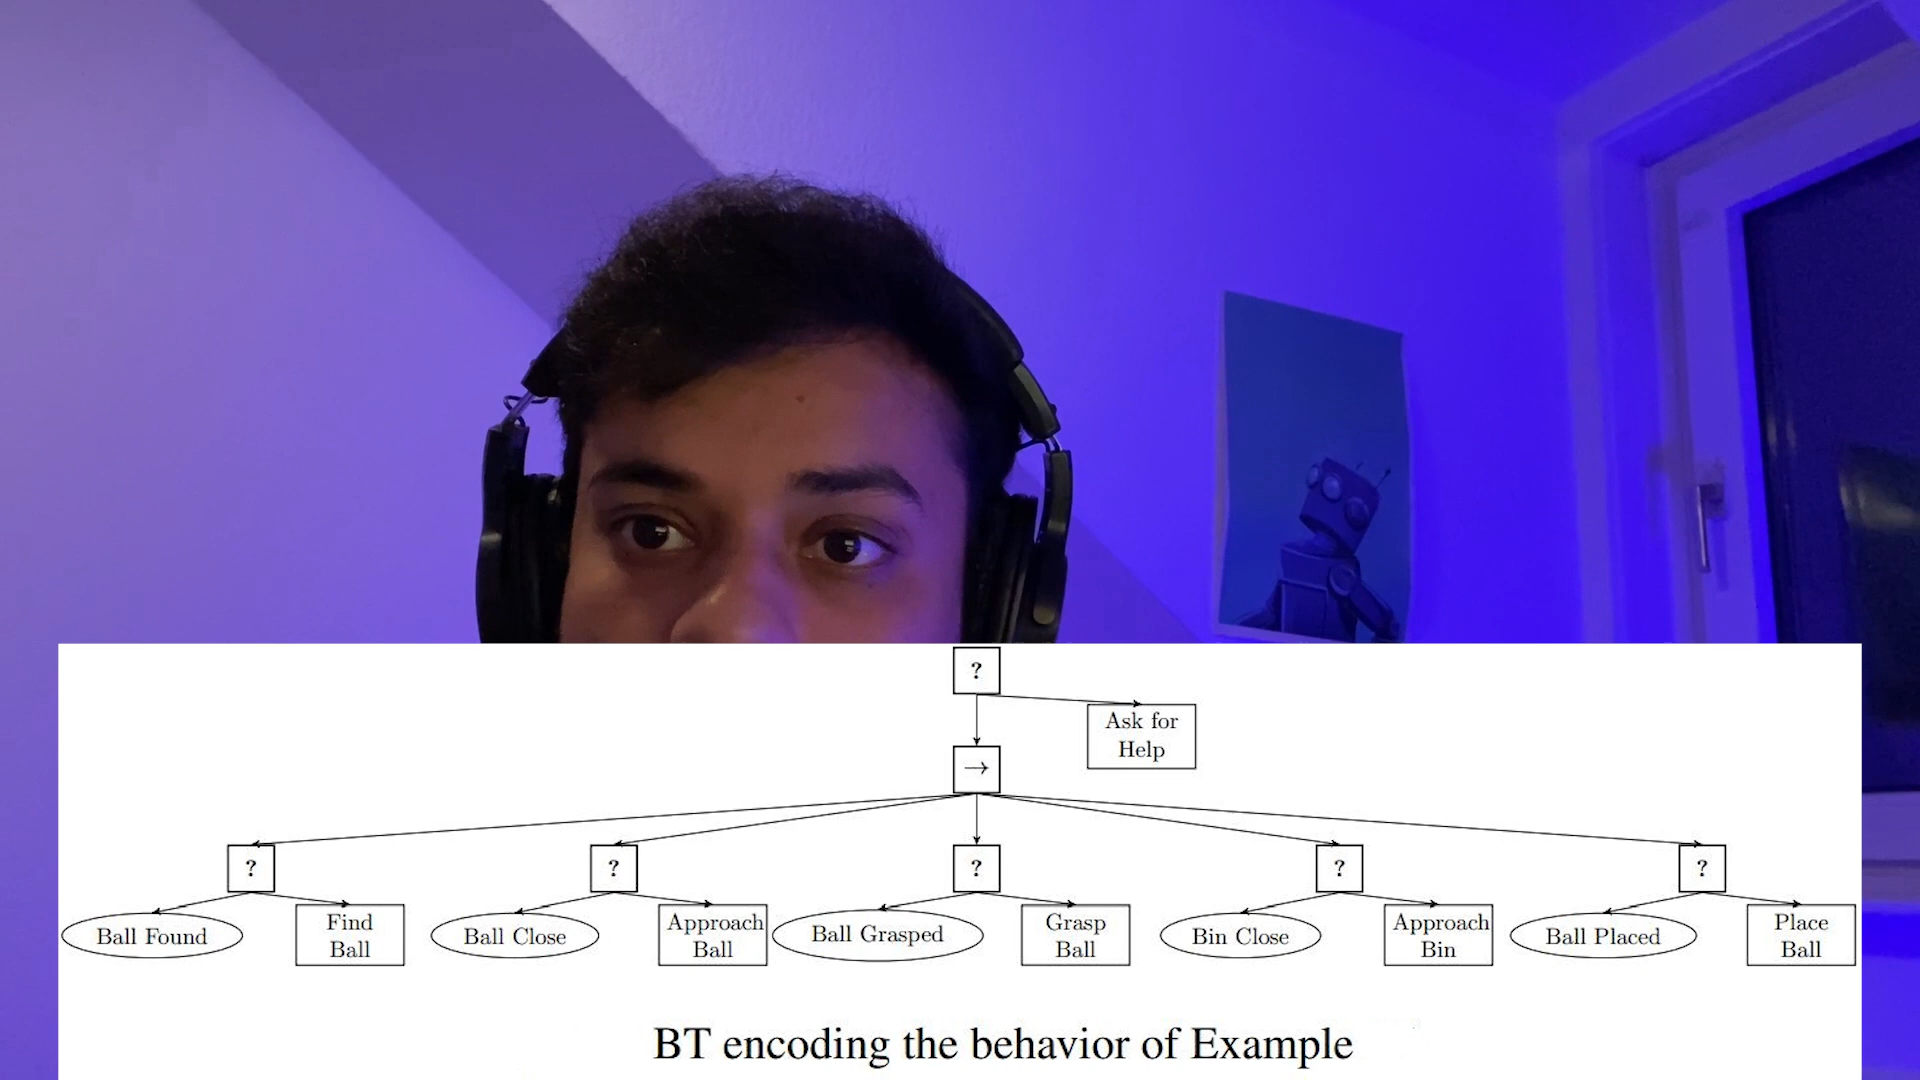 ?
Ask for
Help
→
?
?
?
?
?
Ball Found
Find
Ball
Ball Close
Approach
Ball
Ball Grasped
Grasp
Ball
Bin Close
Approach
Bin
Ball Placed
Place
Ball
BT encoding the behavior of Example